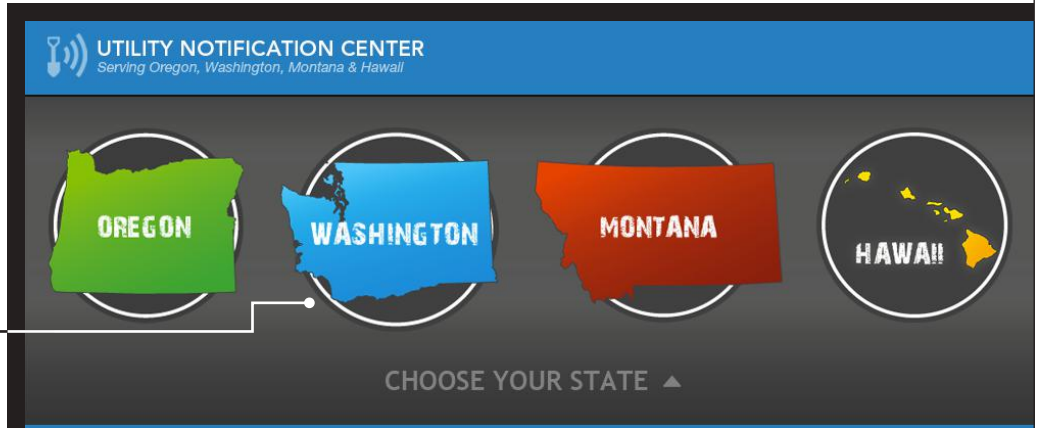 UTILITY NOTIFICATION CENTER
Serving Oregon, Washington, Montana & Hawaii
OREGON
WASHINGTON
MONTANA
HAWAII
CHOOSE YOUR STATE